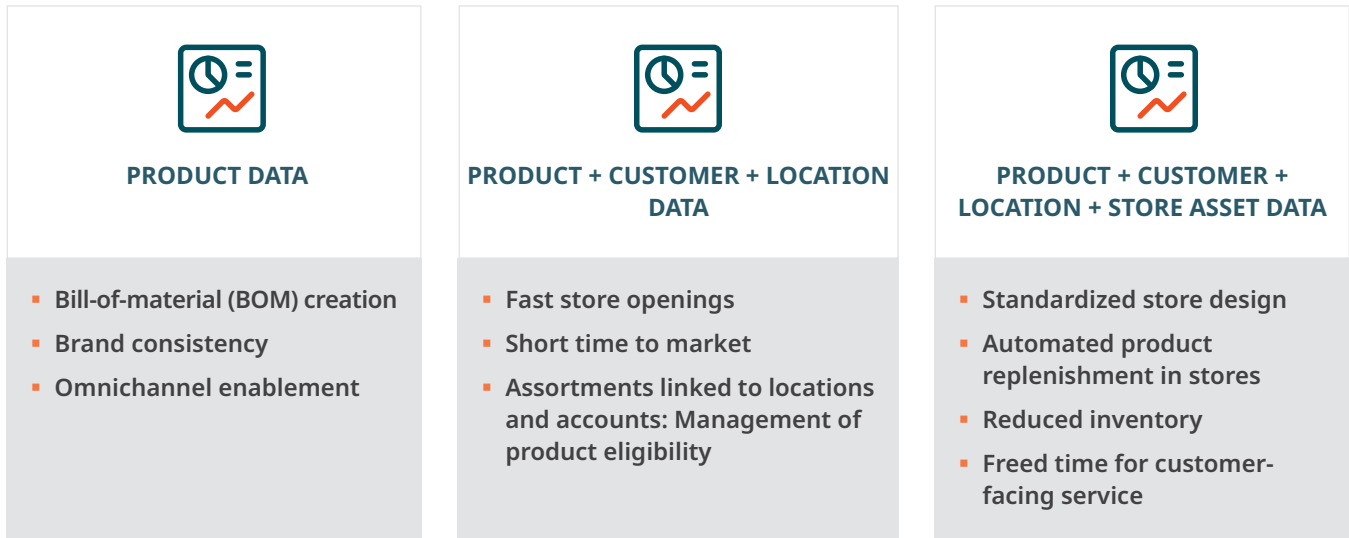 PRODUCT DATA
▪ Bill-of-material (BOM) creation
▪ Brand consistency
▪ Omnichannel enablement
PRODUCT + CUSTOMER + LOCATION
DATA
▪ Fast store openings
▪ Short time to market
▪ Assortments linked to locations
and accounts: Management of
product eligibility
PRODUCT + CUSTOMER +
LOCATION + STORE ASSET DATA
▪ Standardized store design
▪ Automated product
replenishment in stores
▪ Reduced inventory
▪ Freed time for customer-
facing service